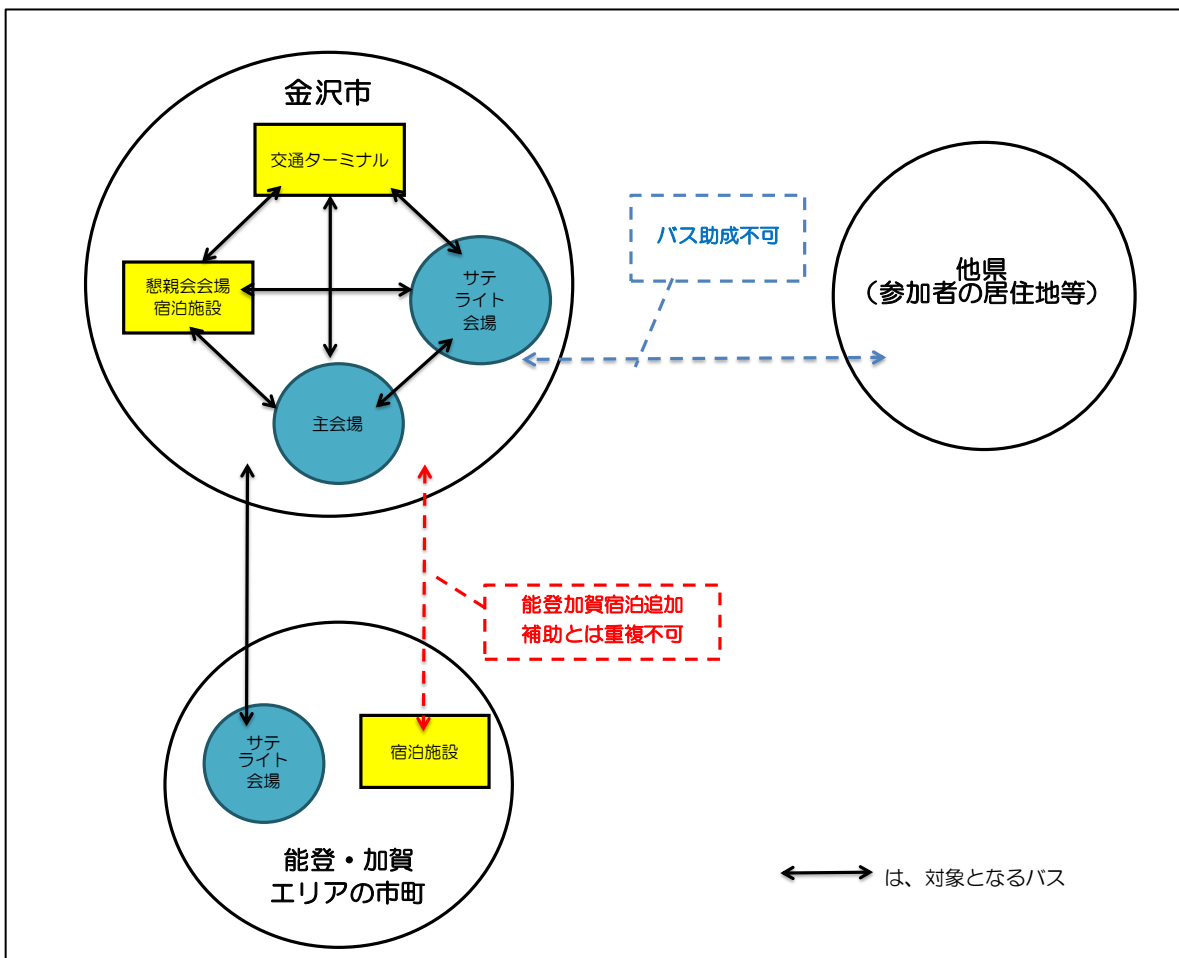 金沢市
交通ターミナル
懇親会会場
宿泊施設
サテ
ライト
会場
主会場
バス助成不可
他県
（参加者の居住地等）
能登加賀宿泊追加
補助とは重複不可
サテ
ライト
会場
宿泊施設
能登・加賀
エリアの市町
は、対象となるバス